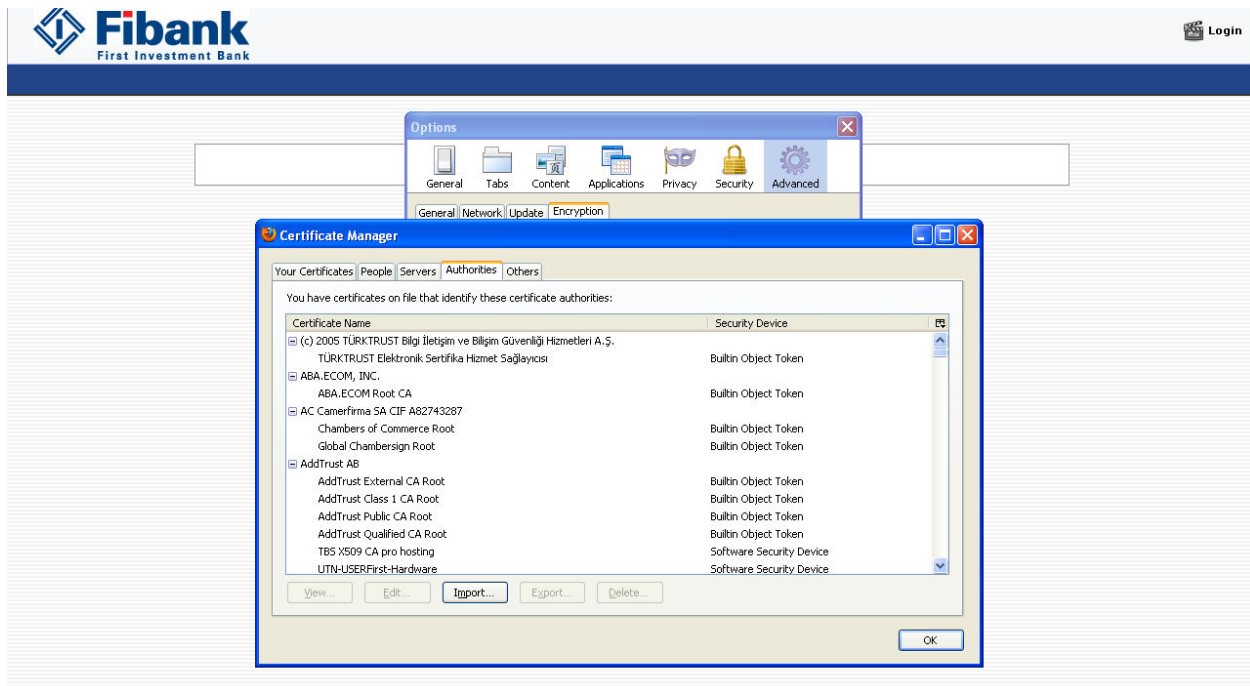 Fibank
First Investment Bank
Login
Options
General Tabs Content Applications Privacy Security Advanced
General Network Update Encryption
Certificate Manager
Your Certificates People Servers Authorities Others
You have certificates on file that identify these certificate authorities:
Certificate Name Security Device
(c) 2005 TÜRKTRUST Bilgi İletişim ve Bilişim Güvenliği Hizmetleri A.Ş.
TÜRKTRUST Elektronik Sertifika Hizmet Sağlayıcısı Builtin Object Token
ABA.ECOM, INC.
ABA.ECOM Root CA Builtin Object Token
AC Camerfirma SA CIF A82743287
Chambers of Commerce Root Builtin Object Token
Global Chambersign Root Builtin Object Token
AddTrust AB
AddTrust External CA Root Builtin Object Token
AddTrust Class 1 CA Root Builtin Object Token
AddTrust Public CA Root Builtin Object Token
AddTrust Qualified CA Root Builtin Object Token
TBS X509 CA pro hosting Software Security Device
UTN-USERFirst-Hardware Software Security Device
View... Edit... Import... Export... Delete...
OK